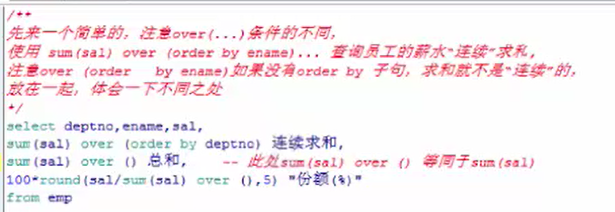 /**
先来一个简单的，注意over(...)条件的不同，
使用 sum(sal) over (order by ename)... 查询员工的薪水“连续”求和，
注意over (order   by ename)如果没有order by 子句，求和就不是“连续”的，
放在一起，体会一下不同之处
*/
select deptno,ename,sal,
sum(sal) over (order by deptno) 连续求和,
sum(sal) over () 总和,    -- 此处sum(sal) over () 等同于sum(sal)
100*round(sal/sum(sal) over (),5) "份额(%)"
from emp